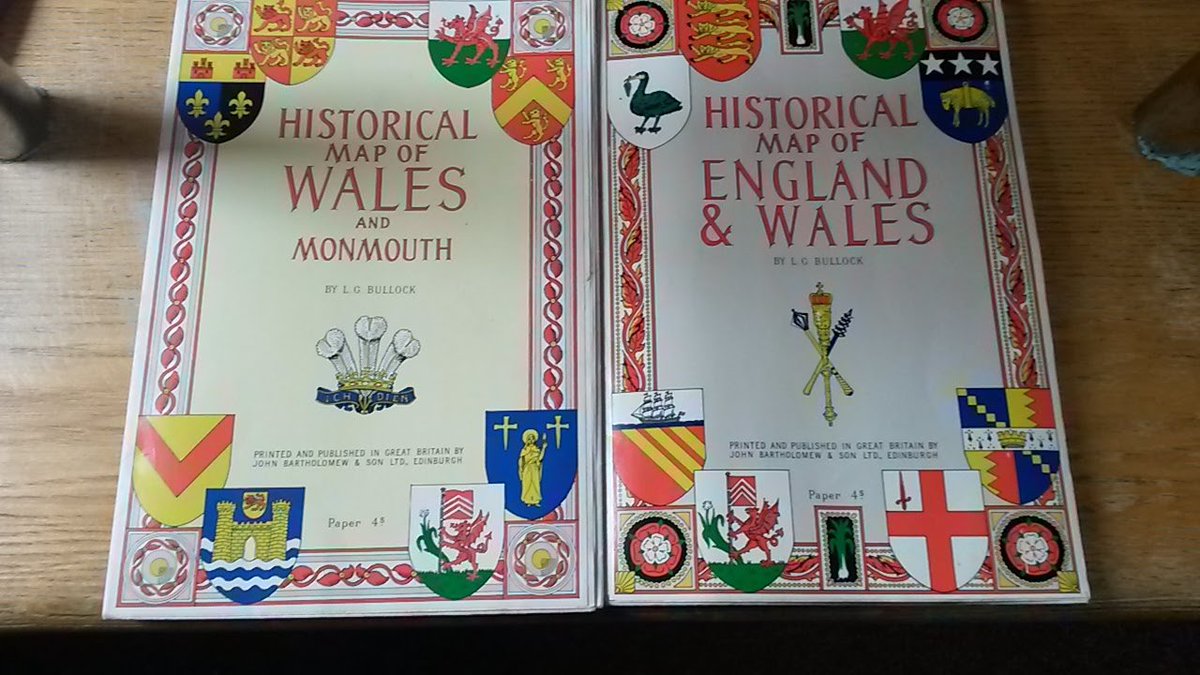 HISTORICAL
MAP OF
WALES
AND
MONMOUTH
BY L G BULLOCK
ICH DIEN
PRINTED AND PUBLISHED IN GREAT BRITAIN BY
JOHN BARTHOLOMEW & SON LTD., EDINBURGH
Paper 4s
HISTORICAL
MAP OF
ENGLAND
& WALES
BY L G BULLOCK
PRINTED AND PUBLISHED IN GREAT BRITAIN BY
JOHN BARTHOLOMEW & SON LTD., EDINBURGH
Paper 4s